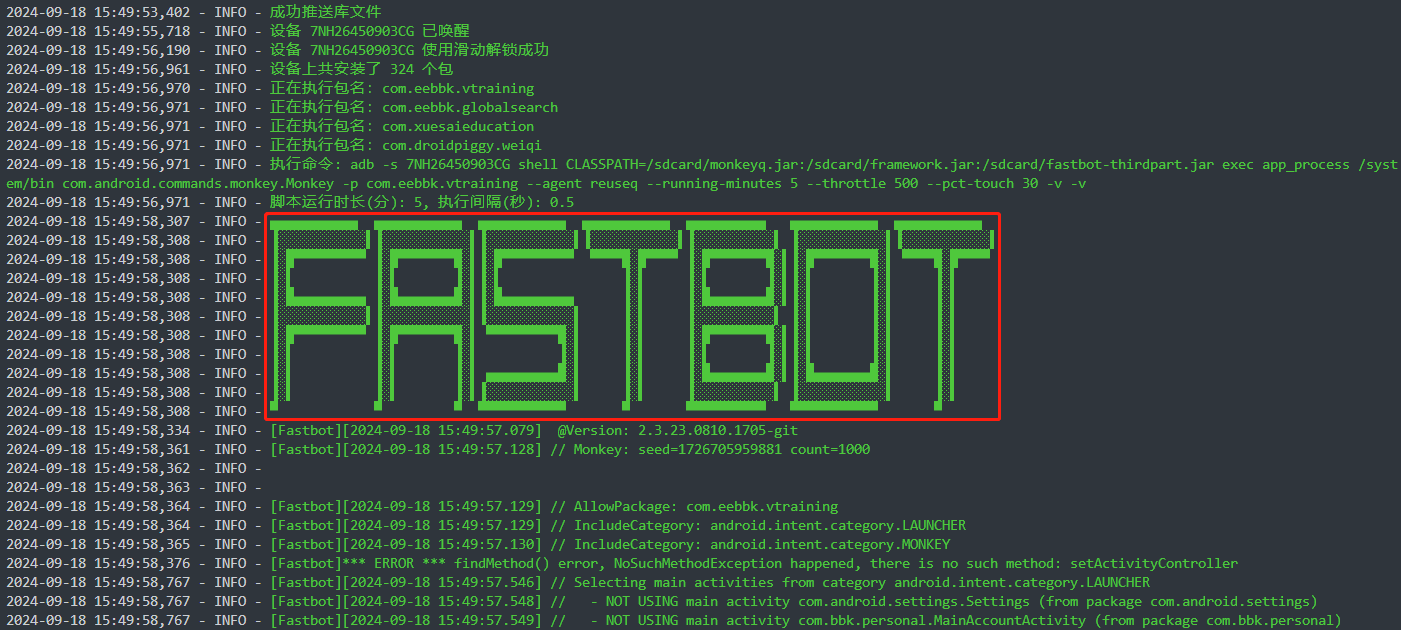 2024-09-18 15:49:53,402 - INFO - 成功推送库文件
2024-09-18 15:49:55,718 - INFO - 设备 7NH26450903CG 已唤醒
2024-09-18 15:49:56,190 - INFO - 设备 7NH26450903CG 使用滑动解锁成功
2024-09-18 15:49:56,961 - INFO - 设备上共安装了 324 个包
2024-09-18 15:49:56,970 - INFO - 正在执行包名: com.eebbk.vtraining
2024-09-18 15:49:56,971 - INFO - 正在执行包名: com.eebbk.globalsearch
2024-09-18 15:49:56,971 - INFO - 正在执行包名: com.xuesaieducation
2024-09-18 15:49:56,971 - INFO - 正在执行包名: com.droidpiggy.weiqi
2024-09-18 15:49:56,971 - INFO - 执行命令: adb -s 7NH26450903CG shell CLASSPATH=/sdcard/monkeyq.jar:/sdcard/framework.jar:/sdcard/fastbot-thirdpart.jar exec app_process /syst
em/bin com.android.commands.monkey.Monkey -p com.eebbk.vtraining --agent reuseq --running-minutes 5 --throttle 500 --pct-touch 30 -v -v
2024-09-18 15:49:56,971 - INFO - 脚本运行时长(分): 5, 执行间隔(秒): 0.5
2024-09-18 15:49:58,307 - INFO -
2024-09-18 15:49:58,308 - INFO -
2024-09-18 15:49:58,308 - INFO -
2024-09-18 15:49:58,308 - INFO -
2024-09-18 15:49:58,308 - INFO -
2024-09-18 15:49:58,308 - INFO -
2024-09-18 15:49:58,308 - INFO -
2024-09-18 15:49:58,308 - INFO -
2024-09-18 15:49:58,308 - INFO -
2024-09-18 15:49:58,308 - INFO -
2024-09-18 15:49:58,308 - INFO -
FASTBOT
2024-09-18 15:49:58,334 - INFO - [Fastbot][2024-09-18 15:49:57.079] @Version: 2.3.23.0810.1705-git
2024-09-18 15:49:58,361 - INFO - [Fastbot][2024-09-18 15:49:57.128] // Monkey: seed=1726705959881 count=1000
2024-09-18 15:49:58,362 - INFO -
2024-09-18 15:49:58,363 - INFO -
2024-09-18 15:49:58,364 - INFO - [Fastbot][2024-09-18 15:49:57.129] // AllowPackage: com.eebbk.vtraining
2024-09-18 15:49:58,364 - INFO - [Fastbot][2024-09-18 15:49:57.129] // IncludeCategory: android.intent.category.LAUNCHER
2024-09-18 15:49:58,365 - INFO - [Fastbot][2024-09-18 15:49:57.130] // IncludeCategory: android.intent.category.MONKEY
2024-09-18 15:49:58,376 - INFO - [Fastbot]*** ERROR *** findMethod() error, NoSuchMethodException happened, there is no such method: setActivityController
2024-09-18 15:49:58,767 - INFO - [Fastbot][2024-09-18 15:49:57.546] // Selecting main activities from category android.intent.category.LAUNCHER
2024-09-18 15:49:58,767 - INFO - [Fastbot][2024-09-18 15:49:57.548] //   - NOT USING main activity com.android.settings.Settings (from package com.android.settings)
2024-09-18 15:49:58,767 - INFO - [Fastbot][2024-09-18 15:49:57.549] //   - NOT USING main activity com.bbk.personal.MainAccountActivity (from package com.bbk.personal)